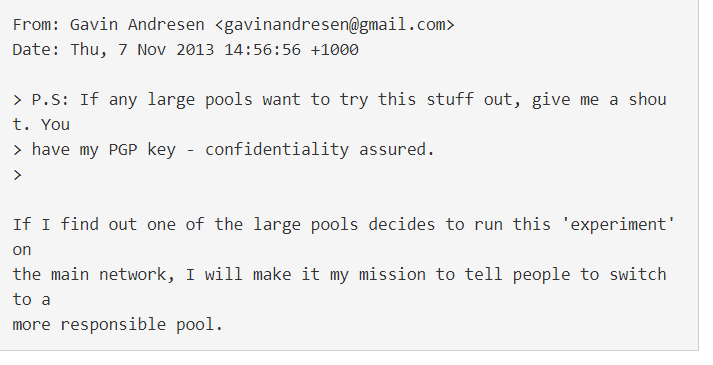 From: Gavin Andresen <gavinandresen@gmail.com>
Date: Thu, 7 Nov 2013 14:56:56 +1000

> P.S: If any large pools want to try this stuff out, give me a shou
t. You
> have my PGP key - confidentiality assured.
>

If I find out one of the large pools decides to run this 'experiment'
on
the main network, I will make it my mission to tell people to switch
to a
more responsible pool.